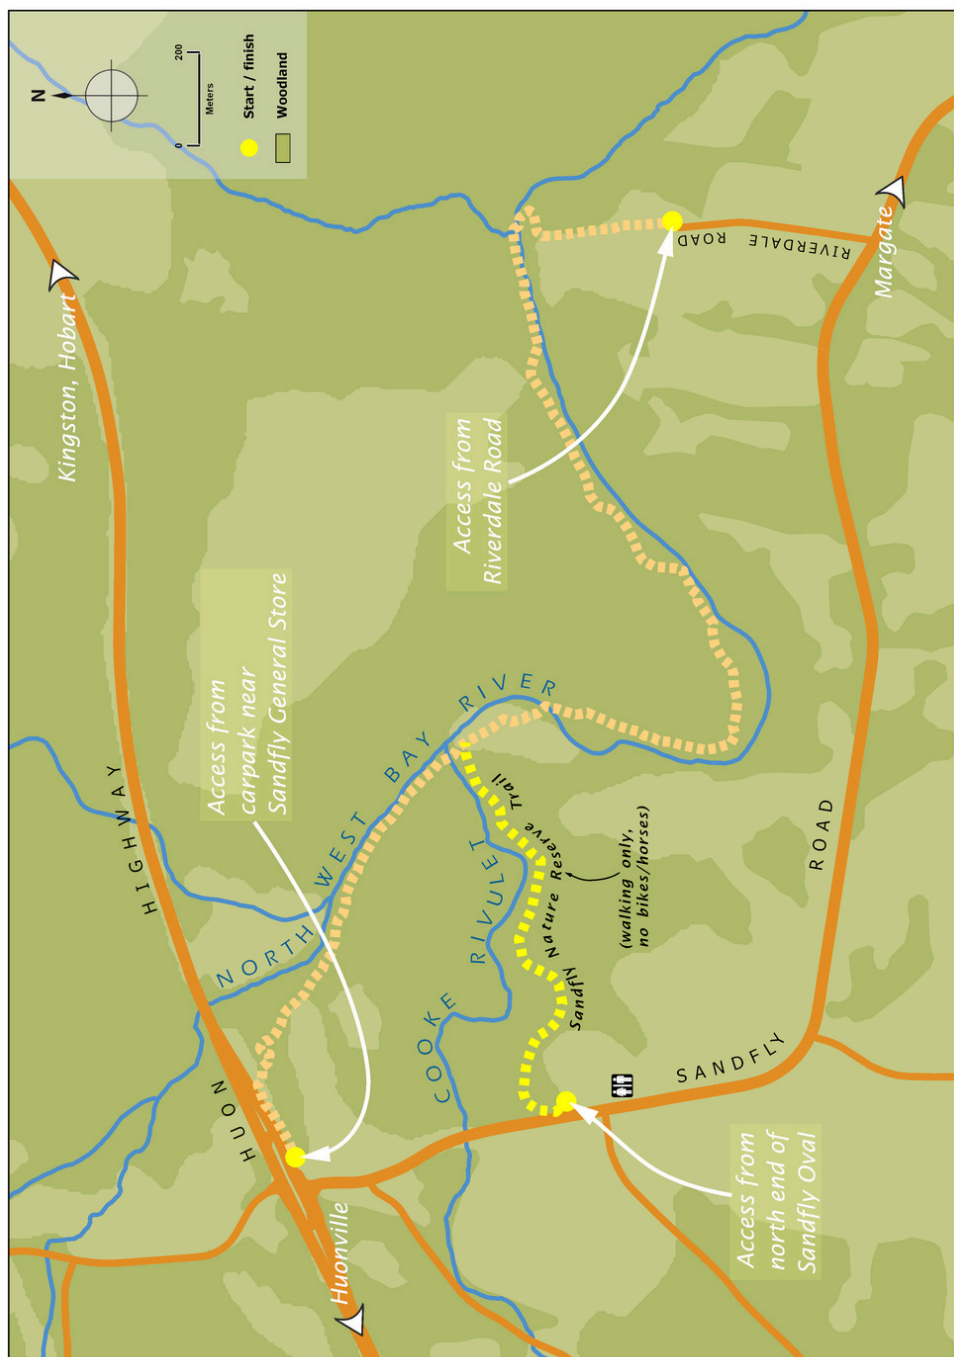 N
0 200
Meters
Start / finish
Woodland
Kingston, Hobart
HUON HIGHWAY
Access from
carpark near
Sandfly General Store
NORTH WEST BAY RIVER
Access from
Riverdale Road
RIVERDALE ROAD
Margate
COOKE RIVULET
Sandfly Nature Reserve Trail
(walking only,
no bikes/horses)
SANDFLY ROAD
Huonville
Access from
north end of
Sandfly Oval